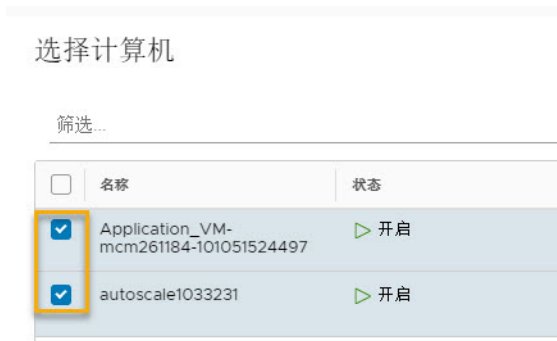 选择计算机
筛选...
名称 状态
Application_VM- 开启
mcm261184-101051524497
autoscale1033231 开启